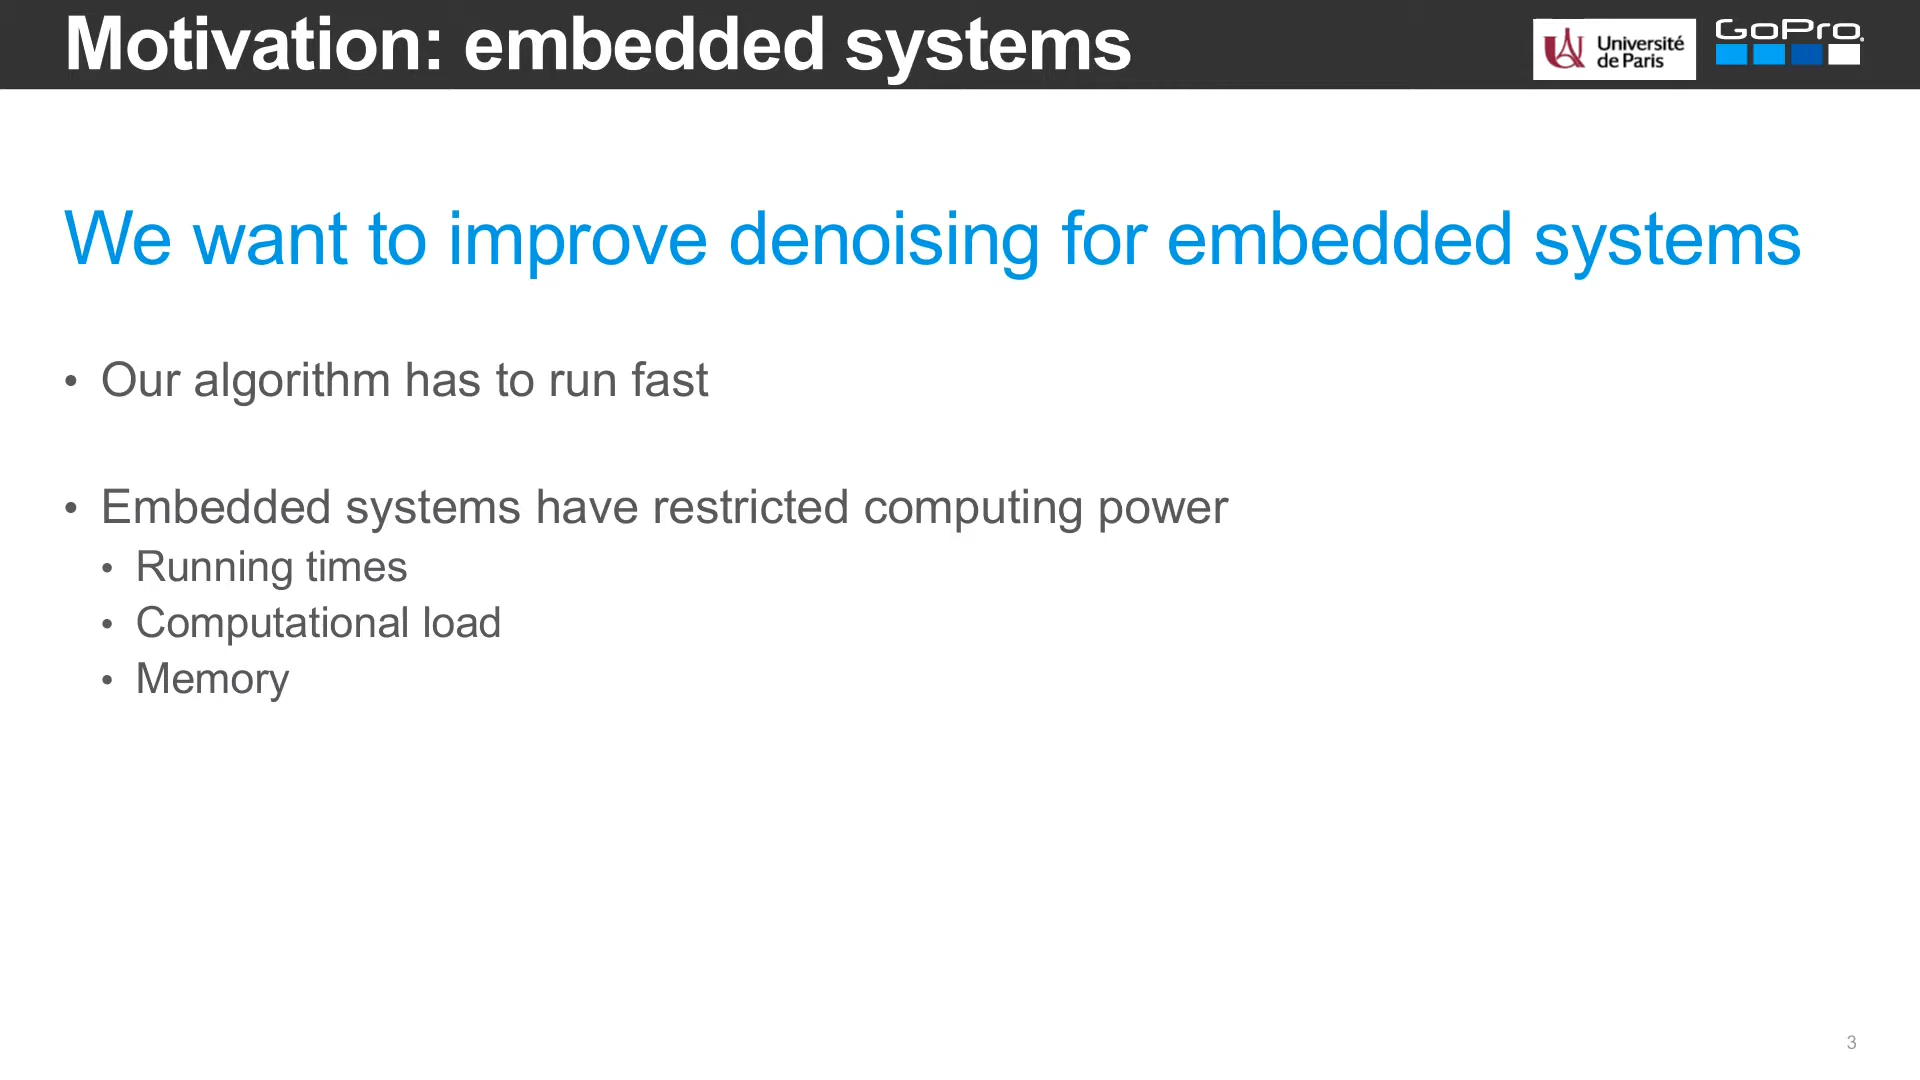 Motivation: embedded systems
Université
de Paris
GoPro
We want to improve denoising for embedded systems
• Our algorithm has to run fast
• Embedded systems have restricted computing power
• Running times
• Computational load
• Memory
3